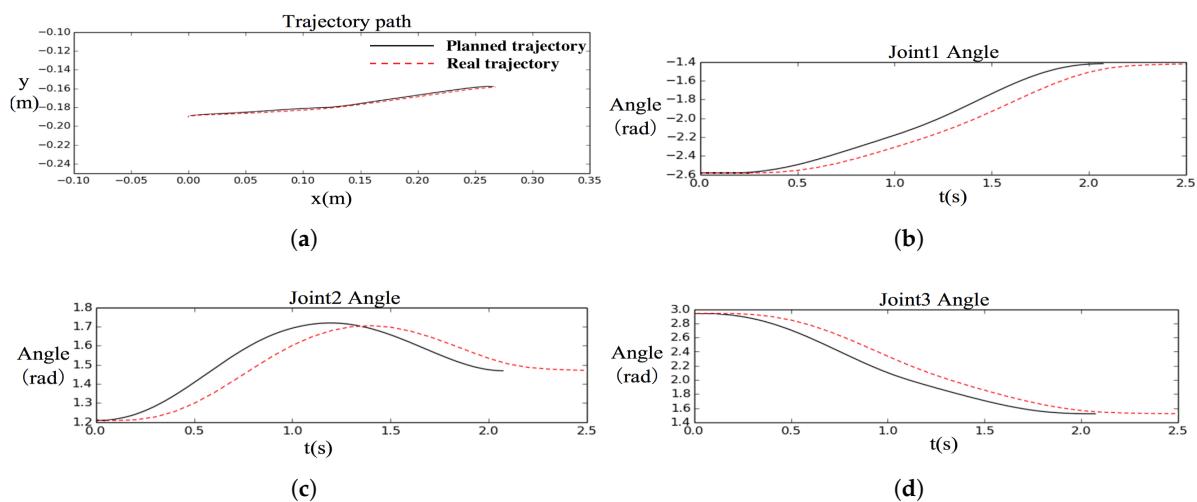 Trajectory path
−0.10
−0.12
−0.14
−0.16
−0.18
−0.20
−0.22
−0.24
y
(m)
Planned trajectory
Real trajectory
−0.10 −0.05 0.00 0.05 0.10 0.15 0.20 0.25 0.30 0.35
x(m)
(a)
Joint1 Angle
−1.4
−1.6
−1.8
−2.0
−2.2
−2.4
−2.6
Angle
(rad)
0.0 0.5 1.0 1.5 2.0 2.5
t(s)
(b)
Joint2 Angle
1.8
1.7
1.6
1.5
1.4
1.3
1.2
Angle
(rad)
0.0 0.5 1.0 1.5 2.0 2.5
t(s)
(c)
Joint3 Angle
3.0
2.8
2.6
2.4
2.2
2.0
1.8
1.6
1.4
Angle
(rad)
0.0 0.5 1.0 1.5 2.0 2.5
t(s)
(d)